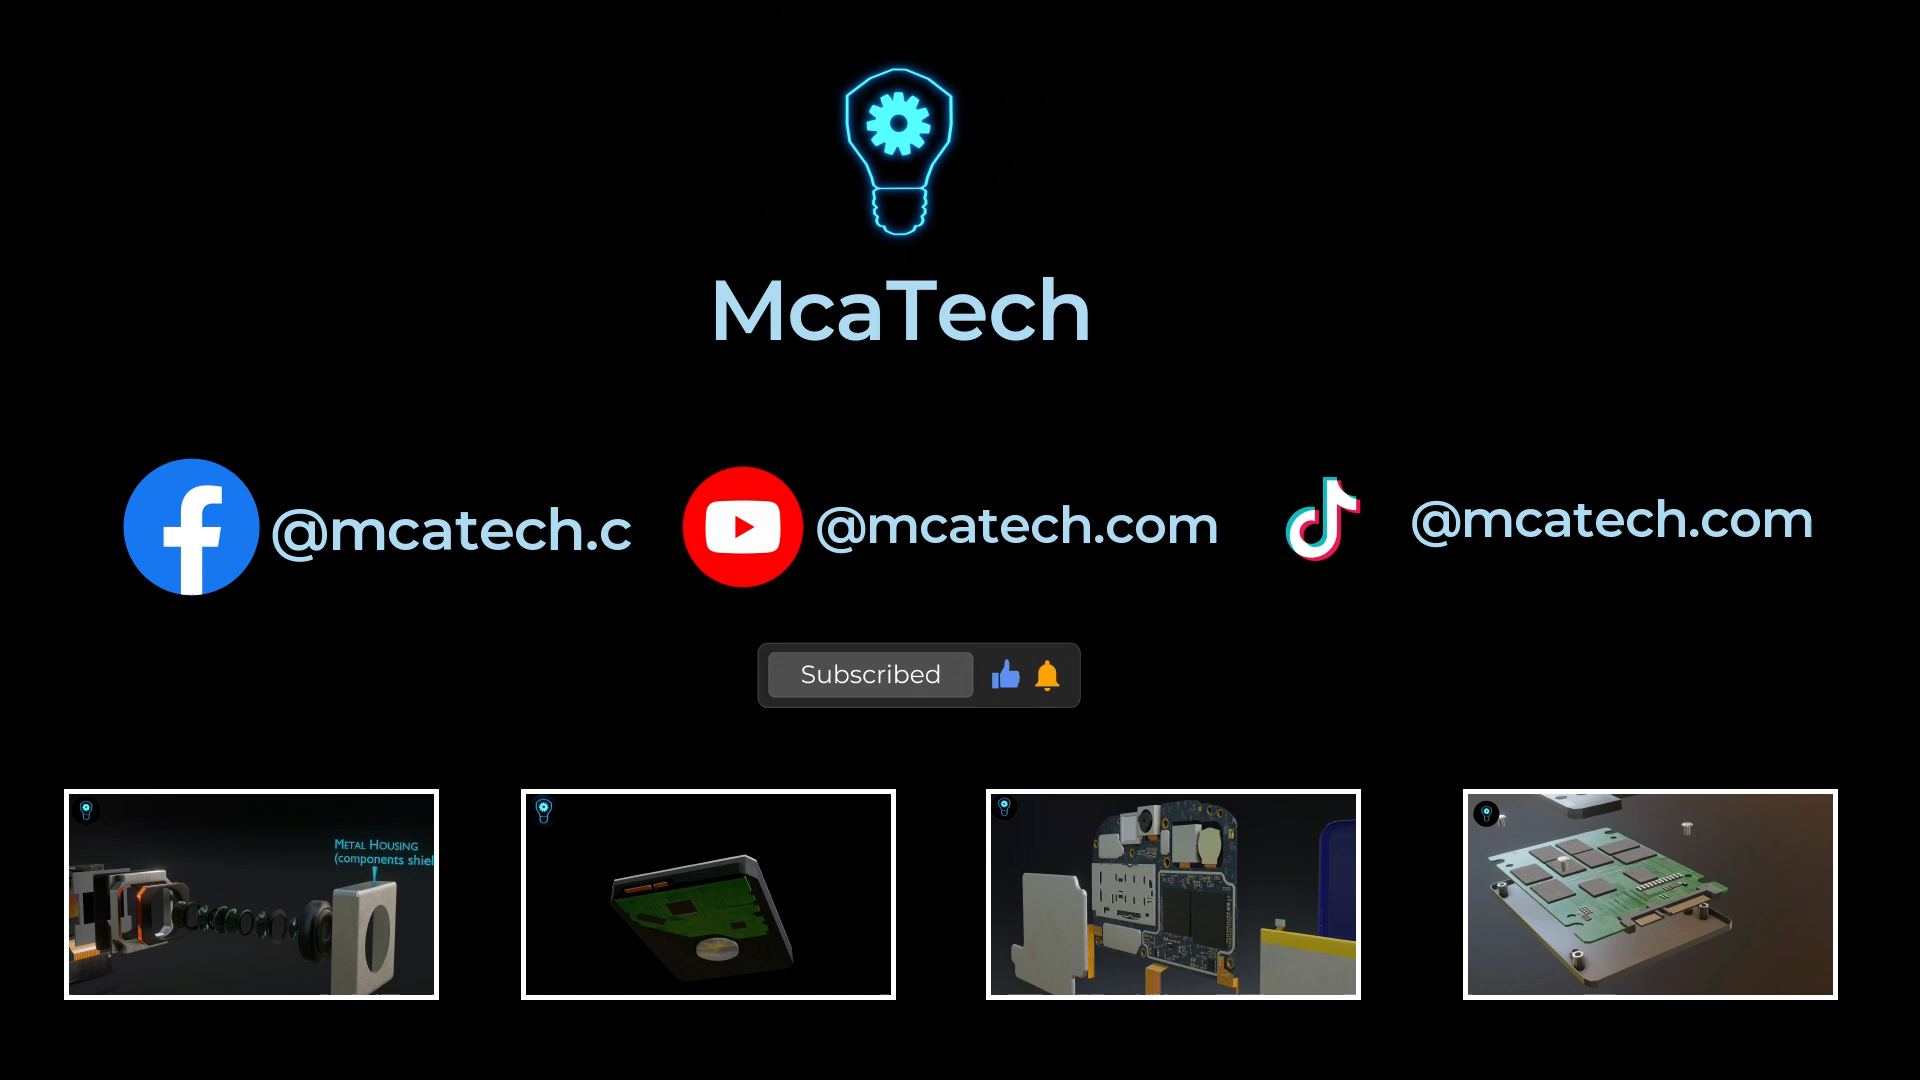 McaTech
@mcatech.c
@mcatech.com
@mcatech.com
Subscribed
METAL HOUSING
(components shiel